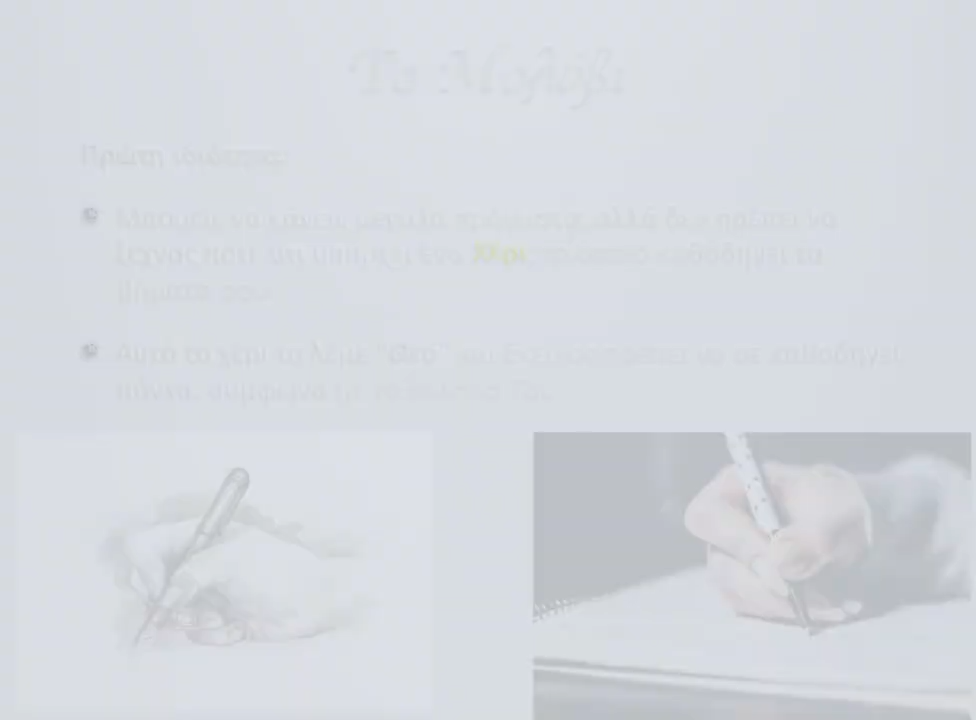 Το Μολύβι
Πρώτη ιδιότητα:
Μπορείς να κάνεις μεγάλα πράγματα, αλλά δεν πρέπει να
ξεχνάς ποτέ ότι υπάρχει ένα Χέρι, το οποίο καθοδηγεί τα
βήματά σου.
Αυτό το χέρι το λέμε "Θεό" και πρέπει να σε καθοδηγεί
πάντα, σύμφωνα με το θέλημά Του.